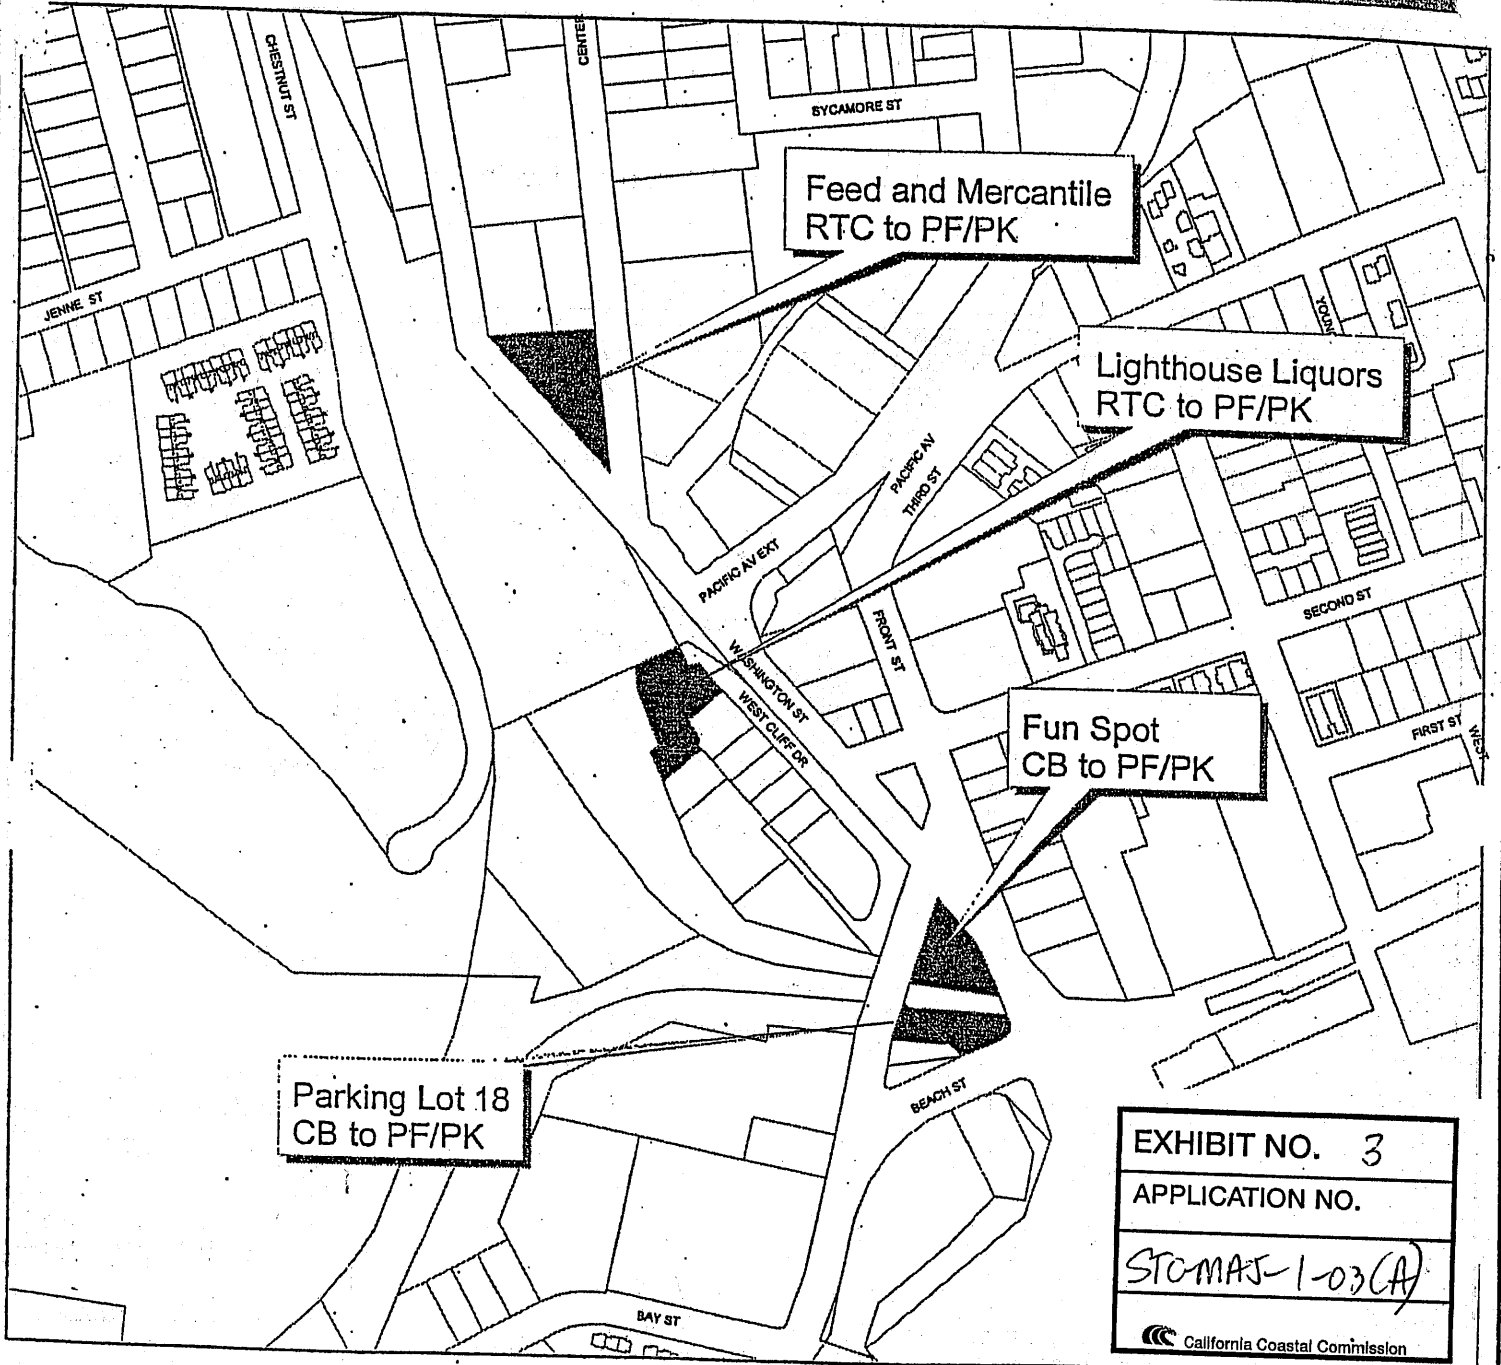 CHESTNUT ST
CENTER
SYCAMORE ST
Feed and Mercantile
RTC to PF/PK
JENNE ST
YOUN
Lighthouse Liquors
RTC to PF/PK
PACIFIC AV
THIRD ST
PACIFIC AV EXT
SECOND ST
FRONT ST
WASHINGTON ST
WEST CLIFF DR
Fun Spot
CB to PF/PK
FIRST ST
WEST
Parking Lot 18
CB to PF/PK
BEACH ST
EXHIBIT NO. 3
APPLICATION NO.
STC-MAJ-1-03(A)
California Coastal Commission
BAY ST